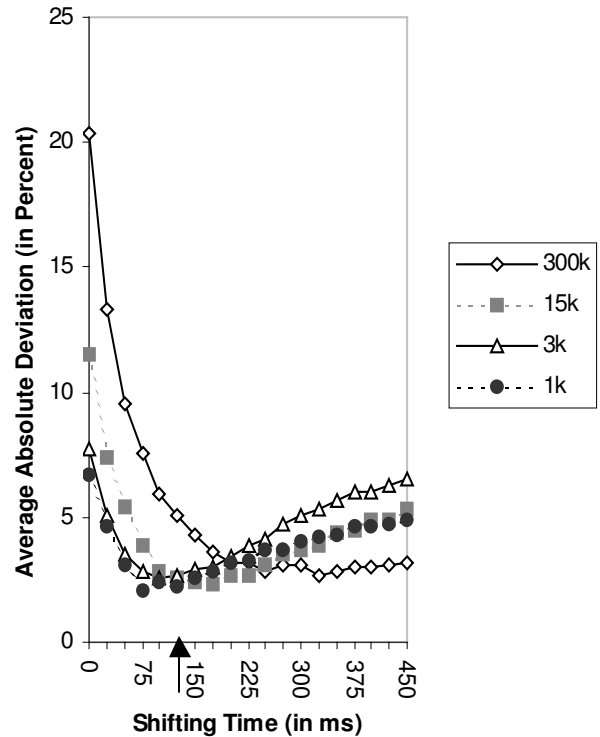 Average Absolute Deviation (in Percent)
25
20
15
10
5
0
0
75
150
225
300
375
450
Shifting Time (in ms)
300k
15k
3k
1k